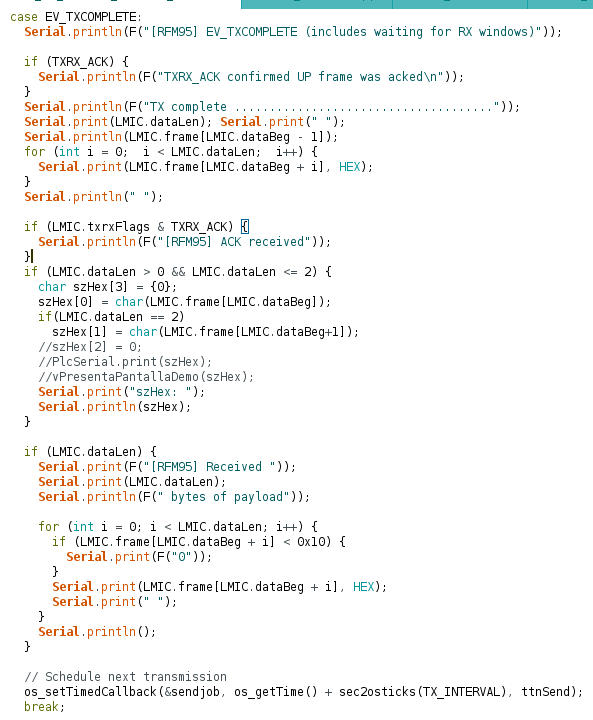 case EV_TXCOMPLETE:
  Serial.println(F("[RFM95] EV_TXCOMPLETE (includes waiting for RX windows)"));

  if (TXRX_ACK) {
    Serial.println(F("TXRX_ACK confirmed UP frame was acked\n"));
  }
  Serial.println(F("TX complete ....................................."));
  Serial.print(LMIC.dataLen); Serial.print(" ");
  Serial.println(LMIC.frame[LMIC.dataBeg - 1]);
  for (int i = 0;  i < LMIC.dataLen;  i++) {
    Serial.print(LMIC.frame[LMIC.dataBeg + i], HEX);
  }
  Serial.println(" ");

  if (LMIC.txrxFlags & TXRX_ACK) {
    Serial.println(F("[RFM95] ACK received"));
  }
  if (LMIC.dataLen > 0 && LMIC.dataLen <= 2) {
    char szHex[3] = {0};
    szHex[0] = char(LMIC.frame[LMIC.dataBeg]);
    if(LMIC.dataLen == 2)
      szHex[1] = char(LMIC.frame[LMIC.dataBeg+1]);
    //szHex[2] = 0;
    //PlcSerial.print(szHex);
    //vPresentaPantallaDemo(szHex);
    Serial.print("szHex: ");
    Serial.println(szHex);
  }

  if (LMIC.dataLen) {
    Serial.print(F("[RFM95] Received "));
    Serial.print(LMIC.dataLen);
    Serial.println(F(" bytes of payload"));

    for (int i = 0; i < LMIC.dataLen; i++) {
      if (LMIC.frame[LMIC.dataBeg + i] < 0x10) {
        Serial.print(F("0"));
      }
      Serial.print(LMIC.frame[LMIC.dataBeg + i], HEX);
      Serial.print(" ");
    }
    Serial.println();
  }

  // Schedule next transmission
  os_setTimedCallback(&sendjob, os_getTime() + sec2osticks(TX_INTERVAL), ttnSend);
  break;